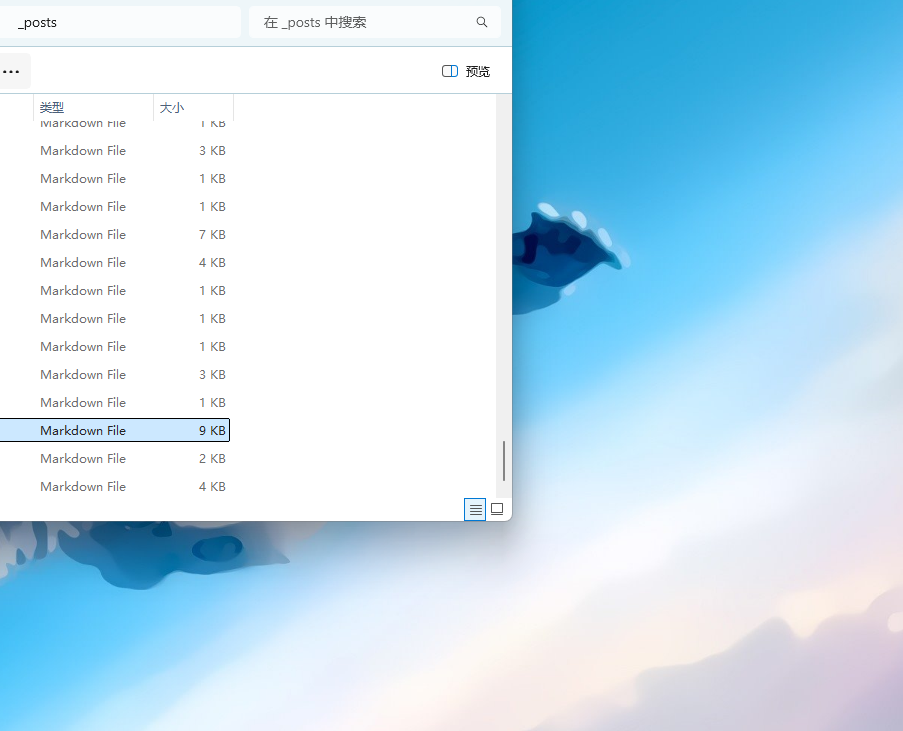 _posts 在 _posts 中搜索
··· 预览
类型 大小
Markdown File 1 KB
Markdown File 3 KB
Markdown File 1 KB
Markdown File 1 KB
Markdown File 7 KB
Markdown File 4 KB
Markdown File 1 KB
Markdown File 1 KB
Markdown File 1 KB
Markdown File 3 KB
Markdown File 1 KB
Markdown File 9 KB
Markdown File 2 KB
Markdown File 4 KB